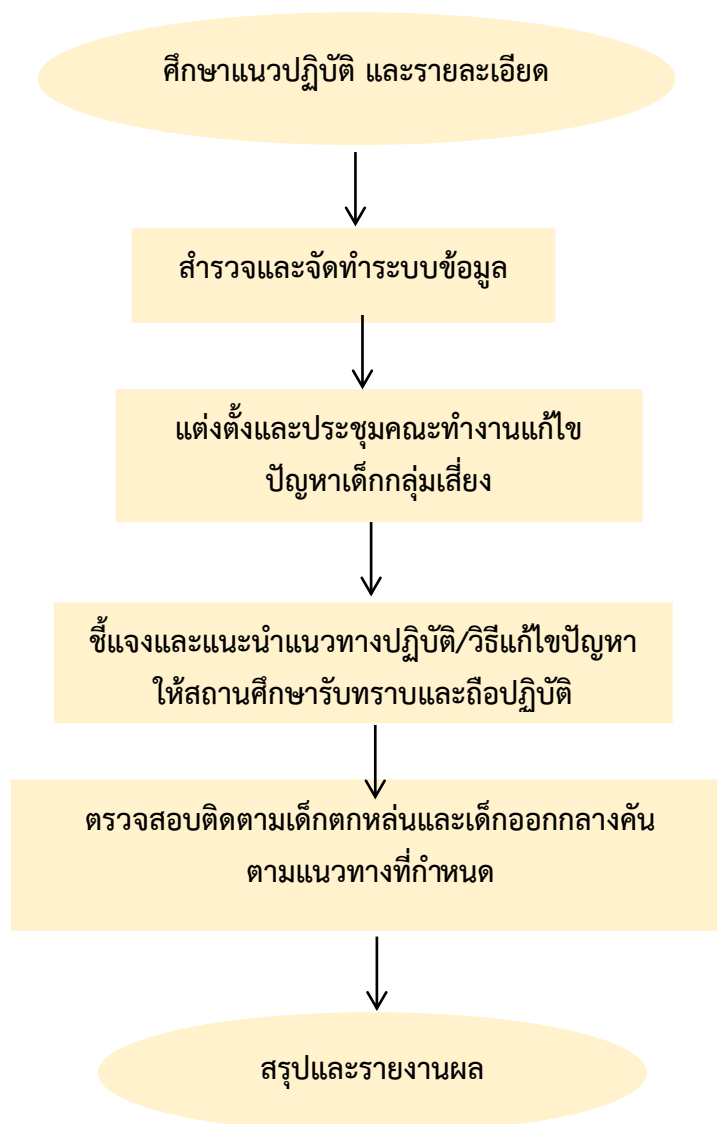 ศึกษาแนวปฏิบัติ และรายละเอียด
สำรวจและจัดทำระบบข้อมูล
แต่งตั้งและประชุมคณะทำงานแก้ไข
ปัญหาเด็กกลุ่มเสี่ยง
ชี้แจงและแนะนำแนวทางปฏิบัติ/วิธีแก้ไขปัญหา
ให้สถานศึกษารับทราบและถือปฏิบัติ
ตรวจสอบติดตามเด็กตกหล่นและเด็กออกกลางคัน
ตามแนวทางที่กำหนด
สรุปและรายงานผล